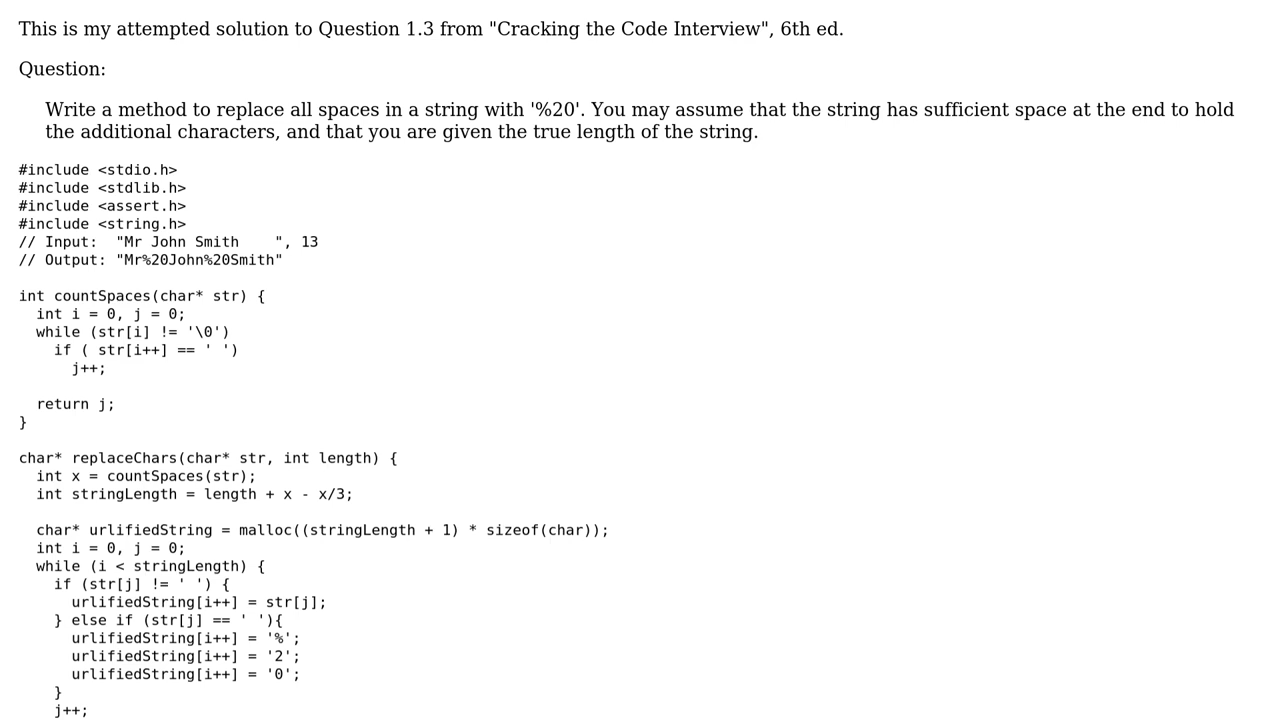 This is my attempted solution to Question 1.3 from "Cracking the Code Interview", 6th ed.
Question:
Write a method to replace all spaces in a string with '%20'. You may assume that the string has sufficient space at the end to hold
the additional characters, and that you are given the true length of the string.
#include <stdio.h>
#include <stdlib.h>
#include <assert.h>
#include <string.h>
// Input:  "Mr John Smith    ", 13
// Output: "Mr%20John%20Smith"

int countSpaces(char* str) {
  int i = 0, j = 0;
  while (str[i] != '\0')
    if ( str[i++] == ' ')
      j++;

  return j;
}

char* replaceChars(char* str, int length) {
  int x = countSpaces(str);
  int stringLength = length + x - x/3;

  char* urlifiedString = malloc((stringLength + 1) * sizeof(char));
  int i = 0, j = 0;
  while (i < stringLength) {
    if (str[j] != ' ') {
      urlifiedString[i++] = str[j];
    } else if (str[j] == ' '){
      urlifiedString[i++] = '%';
      urlifiedString[i++] = '2';
      urlifiedString[i++] = '0';
    }
    j++;